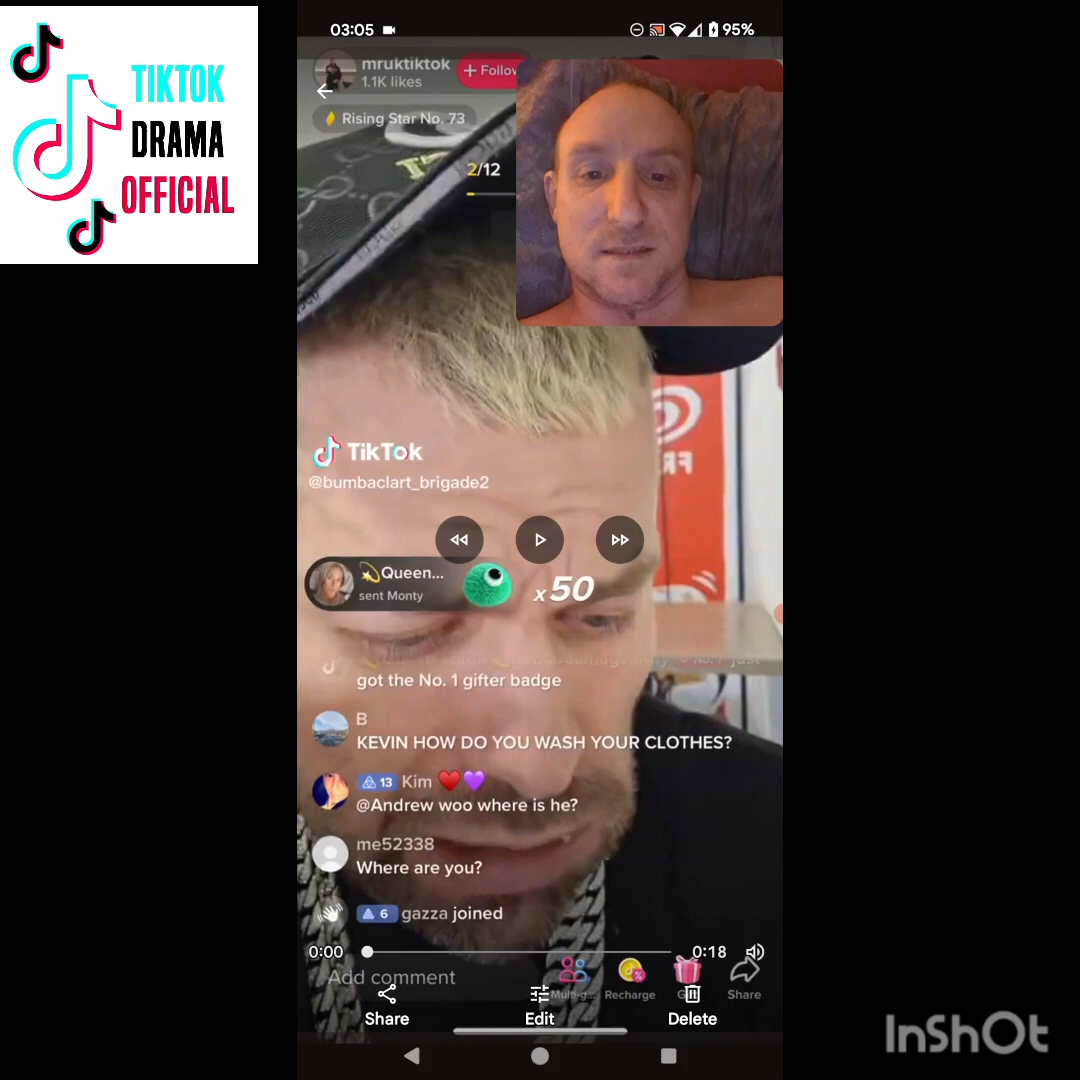 TIKTOK
DRAMA
OFFICIAL
03:05
95%
mruktiktok
+ Follow
1.1K likes
Rising Star No. 73
2/12
TikTok
@bumbaclart_brigade2
Queen...
sent Monty
x 50
just
got the No. 1 gifter badge
B
KEVIN HOW DO YOU WASH YOUR CLOTHES?
13 Kim
@Andrew woo where is he?
me52338
Where are you?
6 gazza joined
0:00
0:18
Add comment
Multi-g...
Recharge
Share
Share
Edit
Delete
InShOt